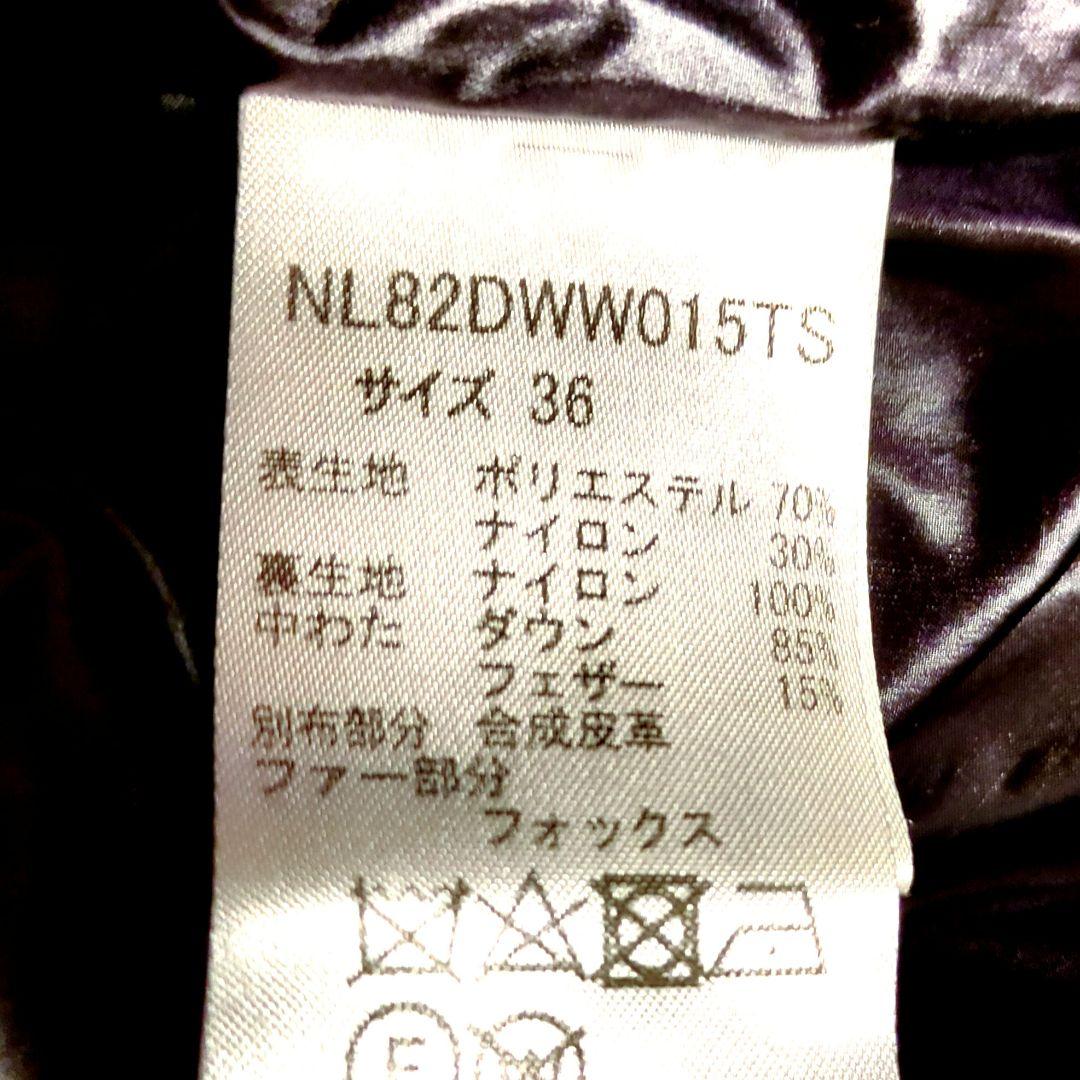 NL82DWW015TS
サイズ 36
表生地 ポリエステル 70%
ナイロン 30%
裏生地 ナイロン 100%
中わた ダウン 85%
フェザー 15%
別布部分 合成皮革
ファー部分
フォックス
F
W